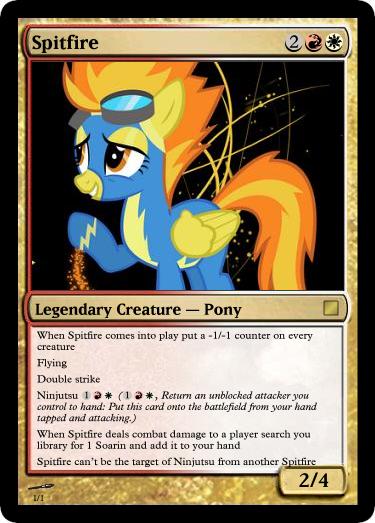 Spitfire 2
Legendary Creature — Pony
When Spitfire comes into play put a -1/-1 counter on every
creature
Flying
Double strike
Ninjutsu 1 (1, Return an unblocked attacker you
control to hand: Put this card onto the battlefield from your hand
tapped and attacking.)
When Spitfire deals combat damage to a player search you
library for 1 Soarin and add it to your hand
Spitfire can't be the target of Ninjutsu from another Spitfire
2/4
1/1